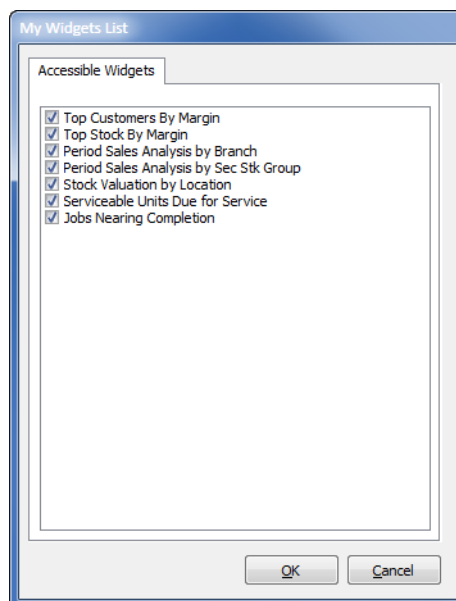 My Widgets List
Accessible Widgets
Top Customers By Margin
Top Stock By Margin
Period Sales Analysis by Branch
Period Sales Analysis by Sec Stk Group
Stock Valuation by Location
Serviceable Units Due for Service
Jobs Nearing Completion
OK
Cancel